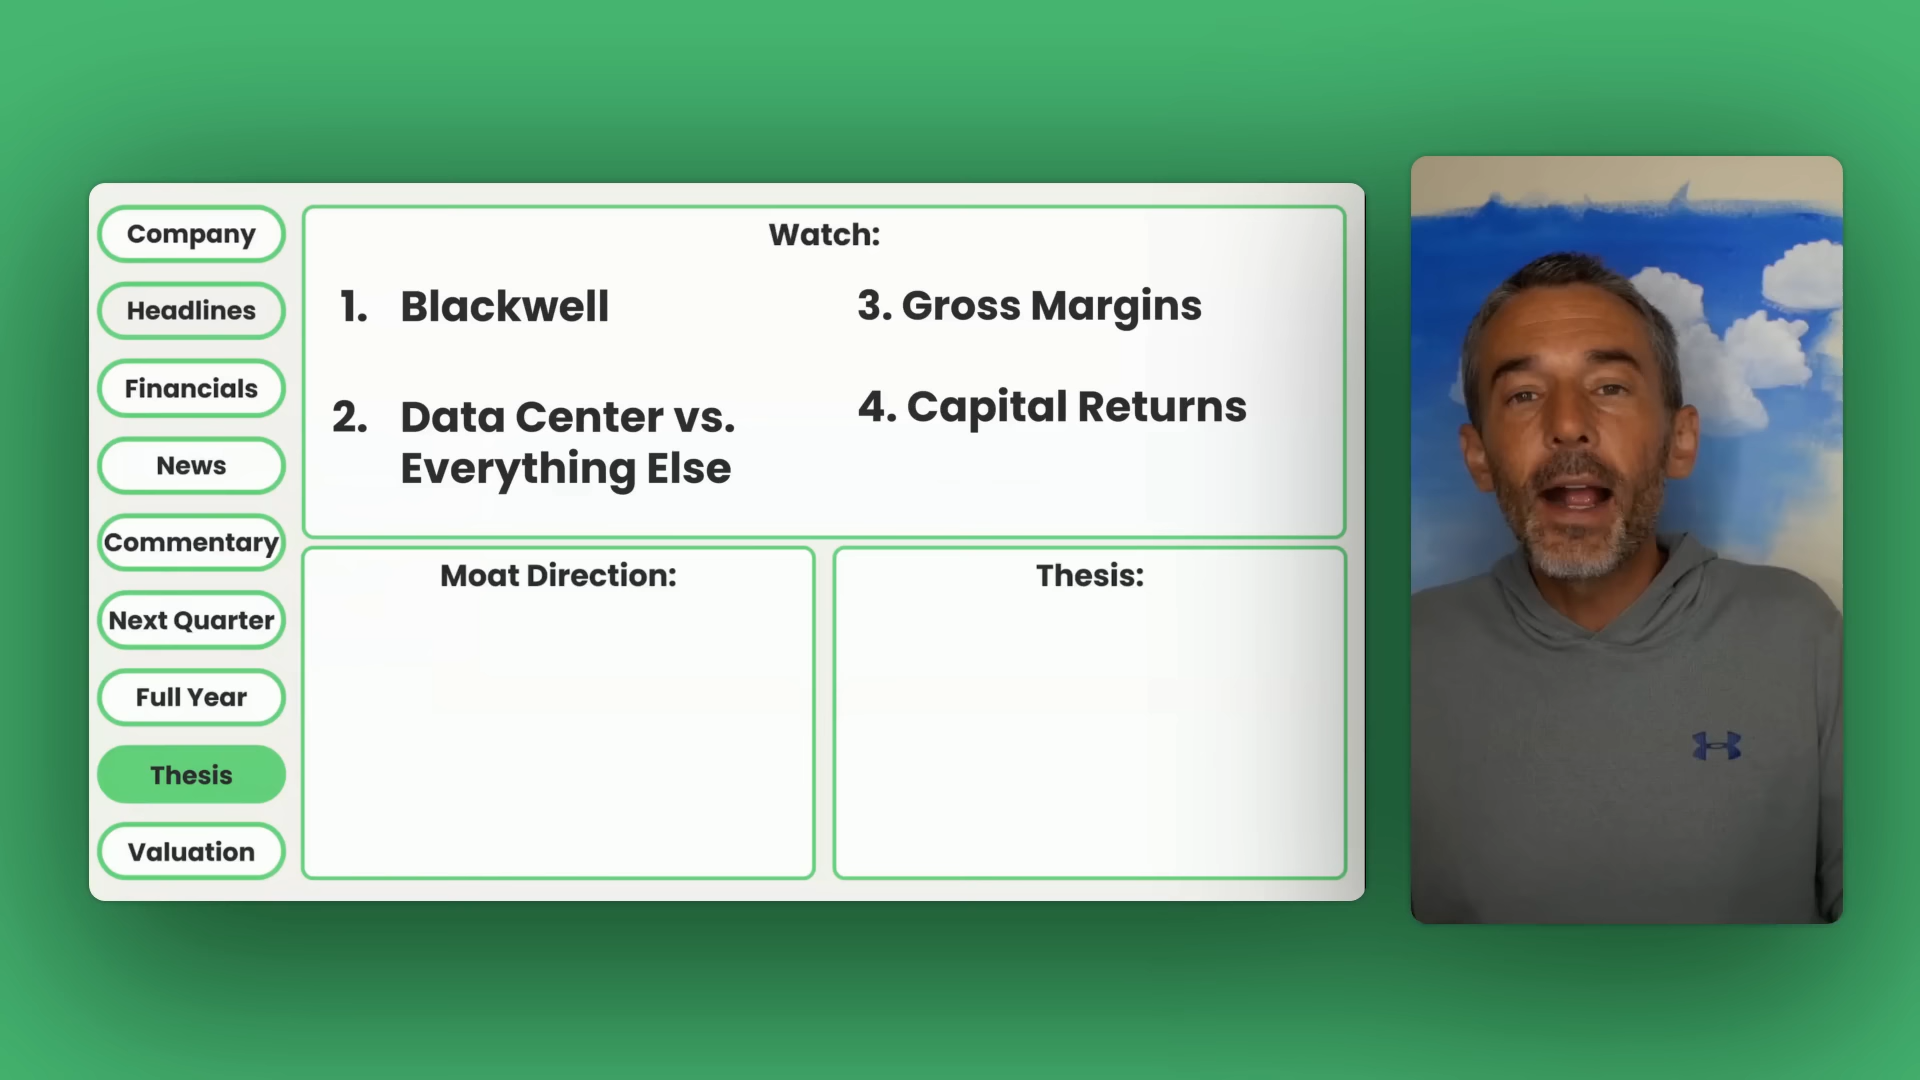 Company
Headlines
Financials
News
Commentary
Next Quarter
Full Year
Thesis
Valuation
Watch:
1. Blackwell
2. Data Center vs.
Everything Else
3. Gross Margins
4. Capital Returns
Moat Direction:
Thesis: